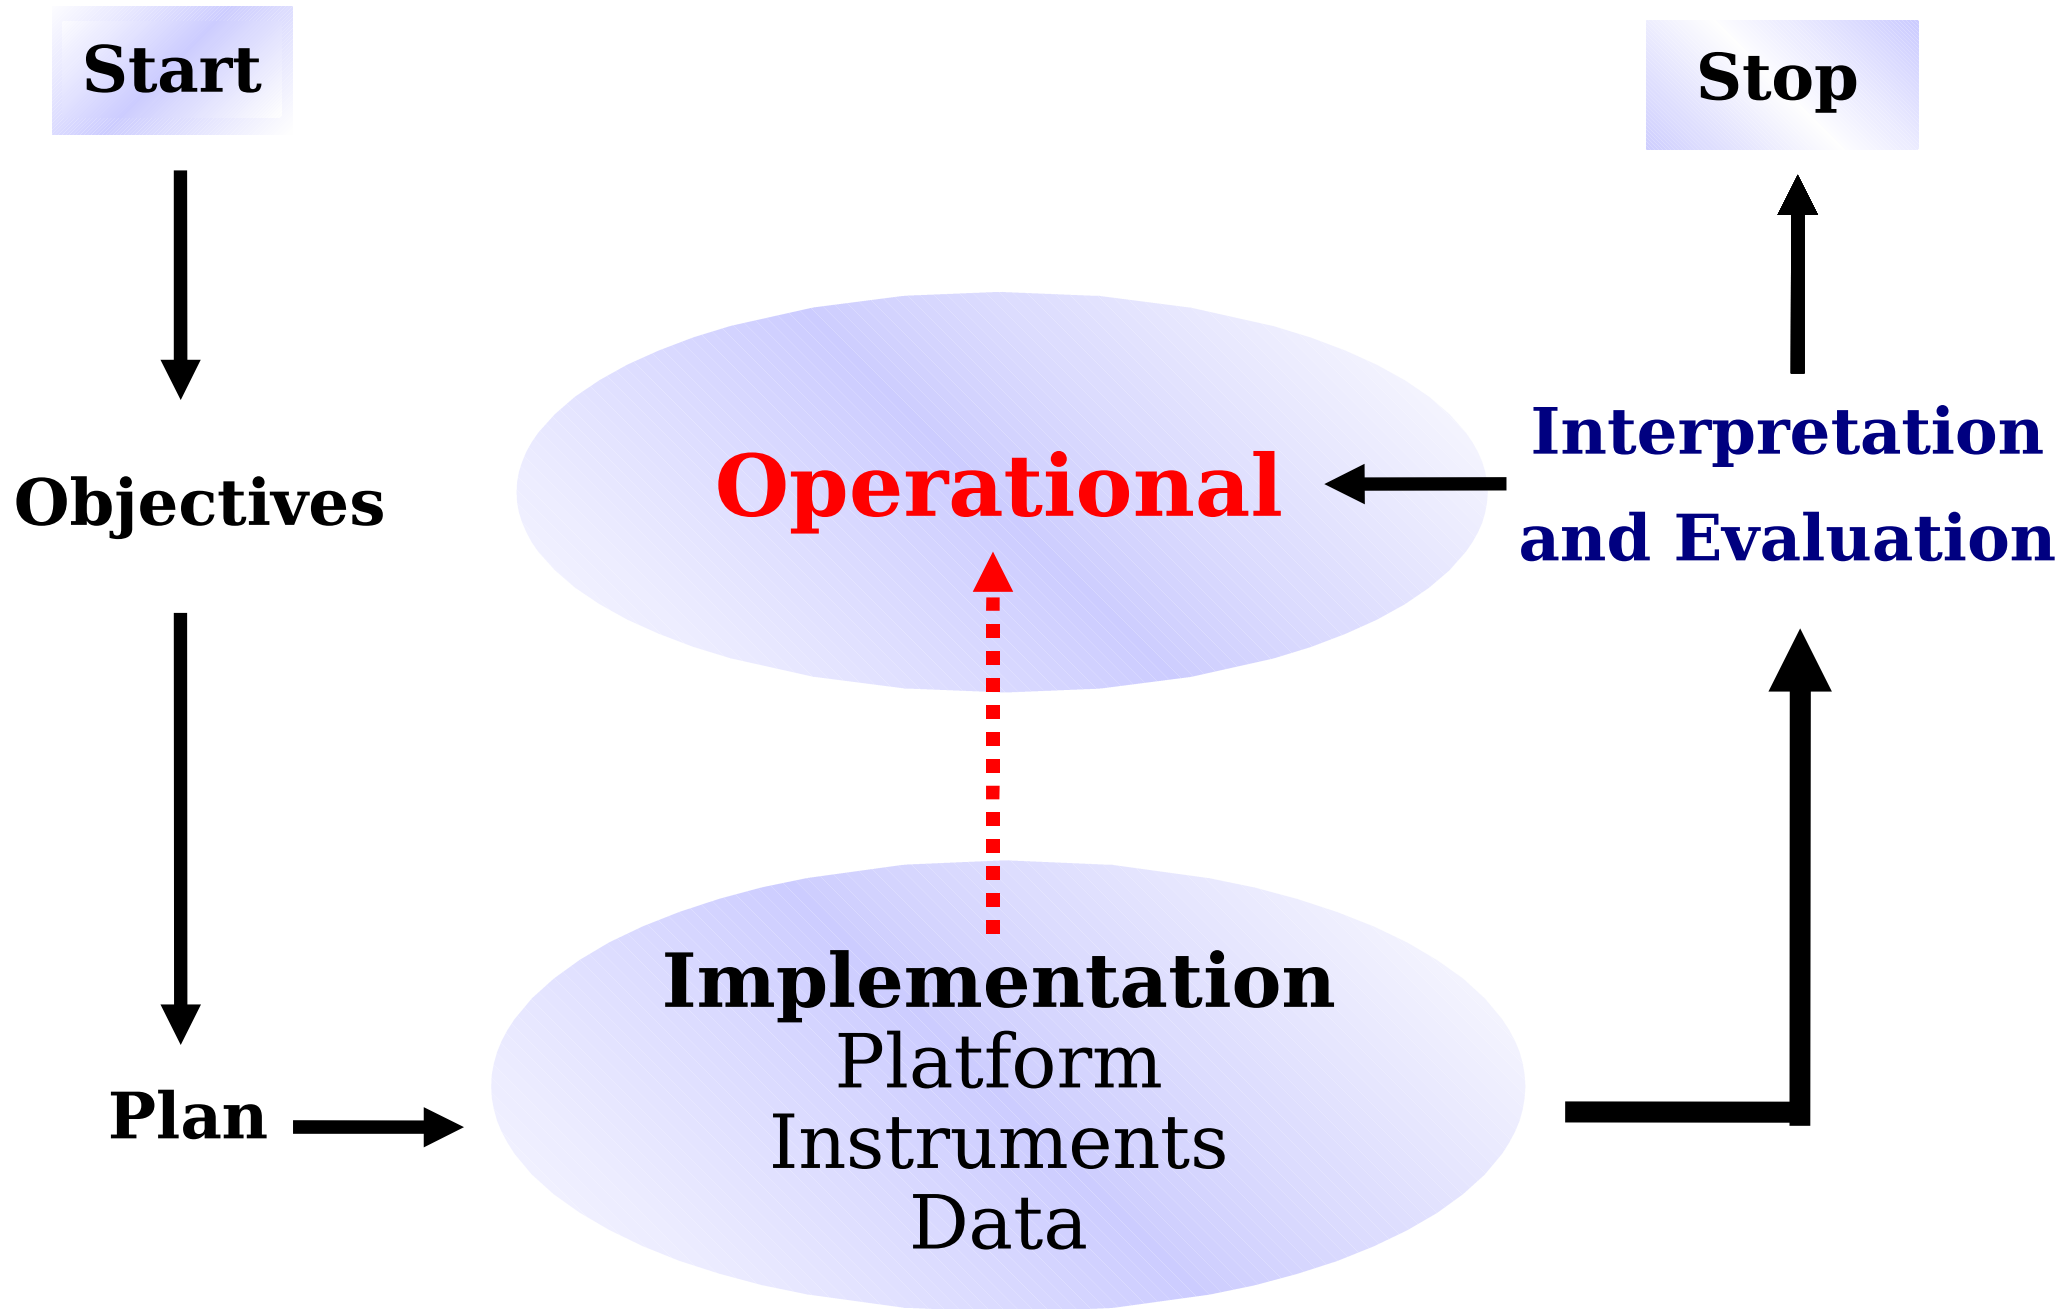 Start
Stop
Objectives
Operational
Interpretation
and Evaluation
Plan
Implementation
Platform
Instruments
Data